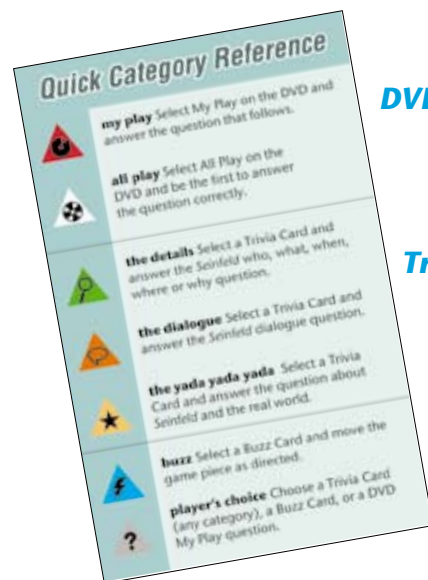 Quick Category Reference
my play Select My Play on the DVD and
answer the question that follows.
DVD
all play Select All Play on the
DVD and be the first to answer
the question correctly.
the details Select a Trivia Card and
answer the Seinfeld who, what, when,
where or why question.
Tr
the dialogue Select a Trivia Card and
answer the Seinfeld dialogue question.
the yada yada yada Select a Trivia
Card and answer the question about
Seinfeld and the real world.
buzz Select a Buzz Card and move the
game piece as directed.
player's choice Choose a Trivia Card
(any category), a Buzz Card, or a DVD
My Play question.
?